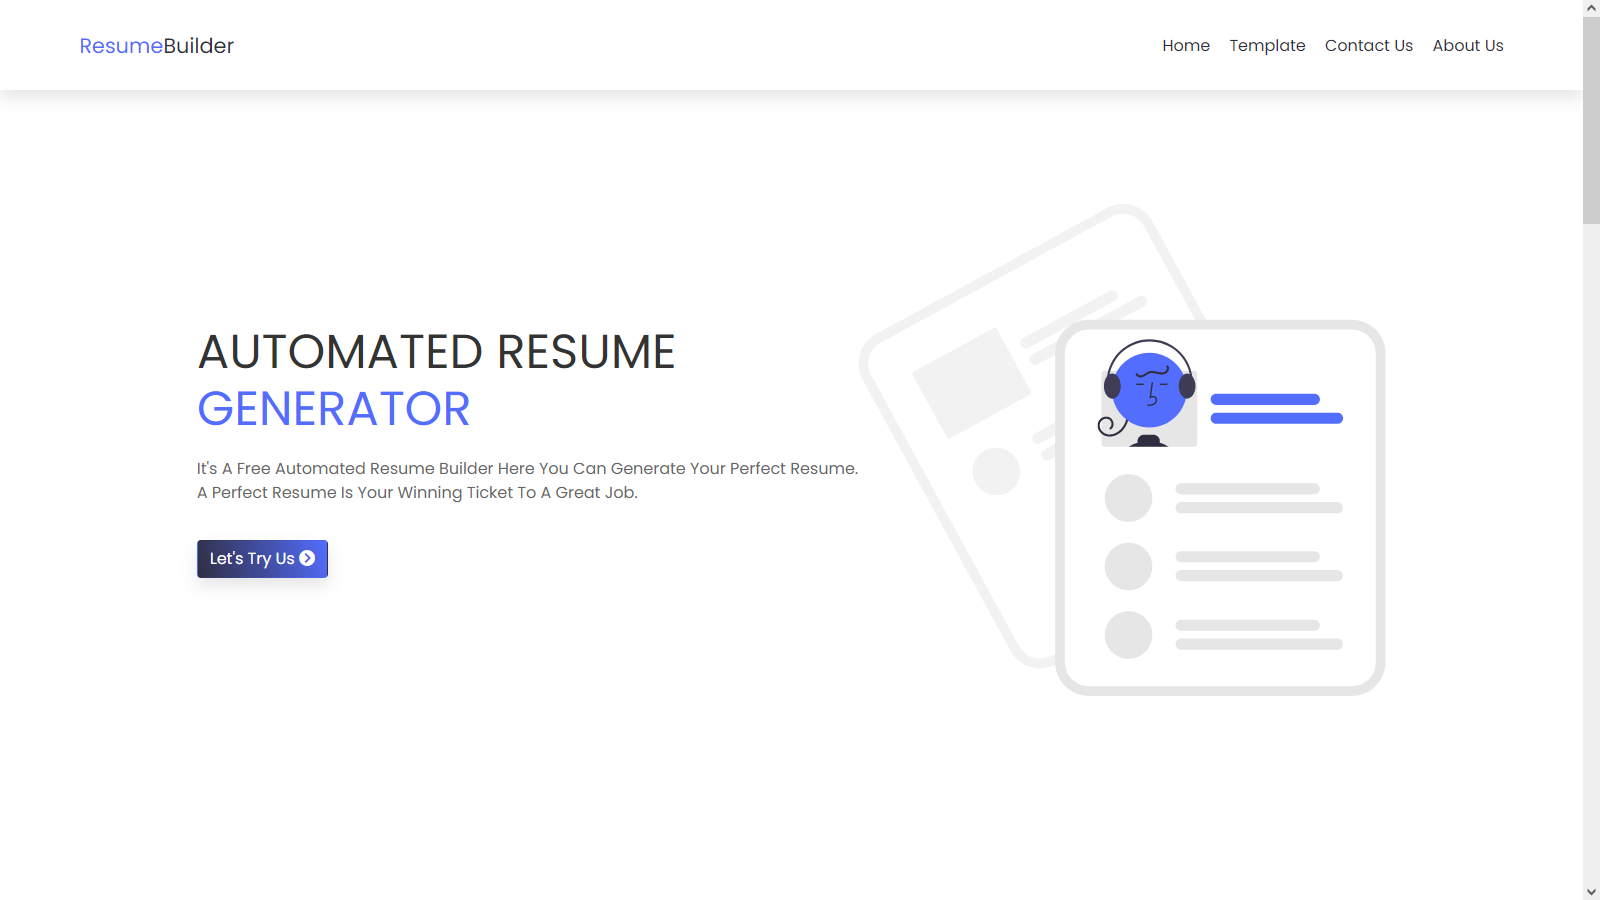 ResumeBuilder
Home Template Contact Us About Us
AUTOMATED RESUME
GENERATOR
It's A Free Automated Resume Builder Here You Can Generate Your Perfect Resume.
A Perfect Resume Is Your Winning Ticket To A Great Job.
Let's Try Us